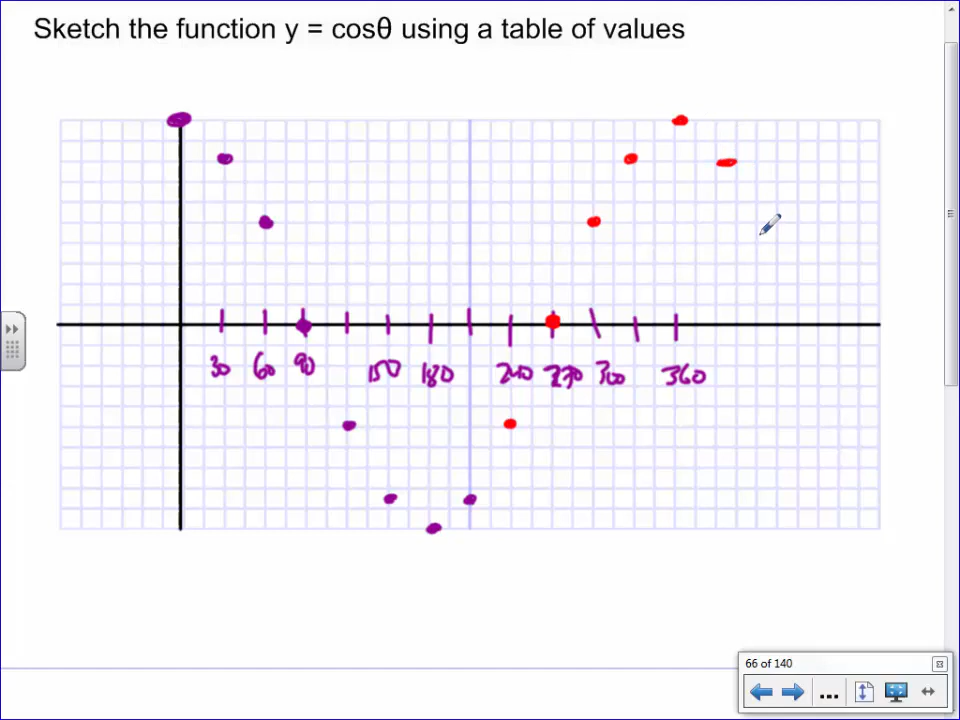 Sketch the function y = cosθ using a table of values
30 60 90 150 180 240 270 300 360
66 of 140